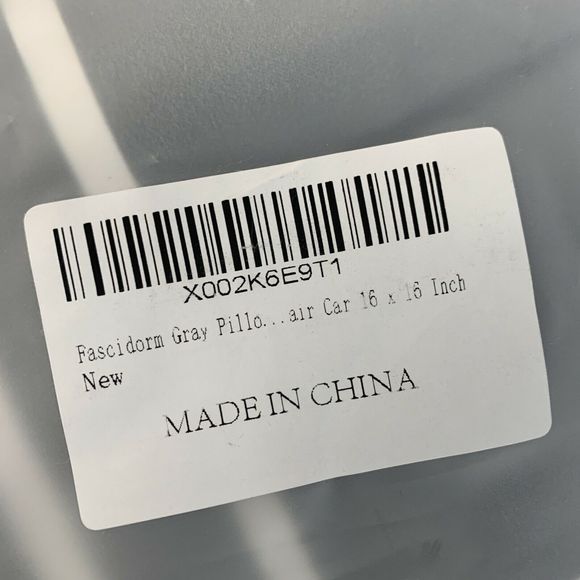 X002K6E9T1
Fascidorm Gray Pillo...air Car 16 x 16 Inch
New
MADE IN CHINA